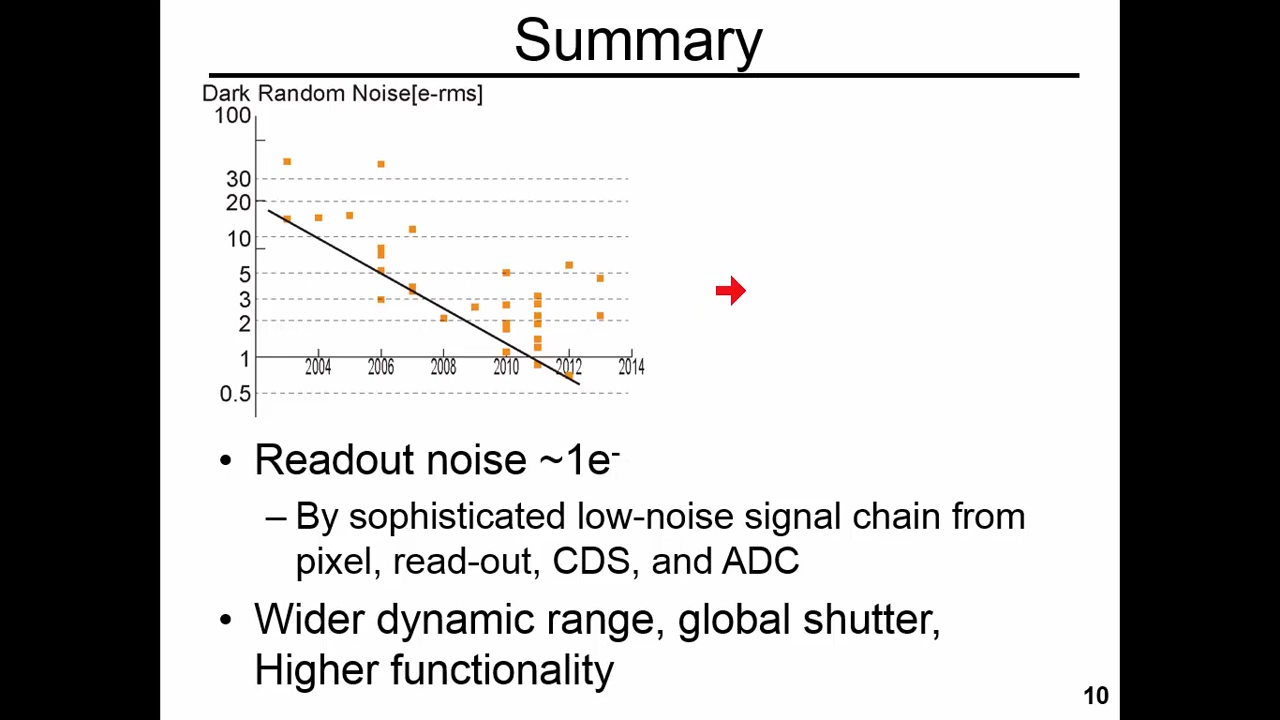 Summary
Dark Random Noise[e-rms]
100
30
20
10
5
3
2
1
2004 2006 2008 2010 2012 2014
0.5
• Readout noise ~1e-
– By sophisticated low-noise signal chain from
pixel, read-out, CDS, and ADC
• Wider dynamic range, global shutter,
Higher functionality
10